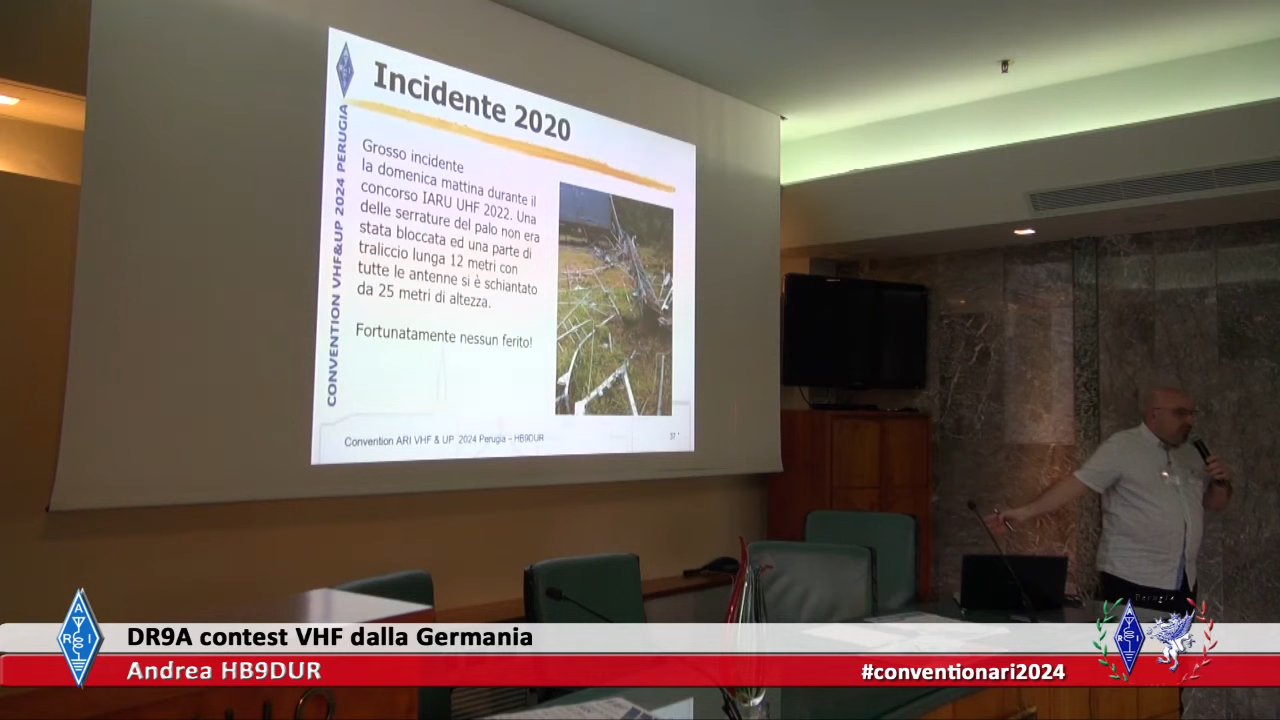 Incidente 2020
CONVENTION VHF&UP 2024 PERUGIA
Grosso incidente
la domenica mattina durante il
concorso IARU UHF 2022. Una
delle serrature del palo non era
stata bloccata ed una parte di
traliccio lunga 12 metri con
tutte le antenne si è schiantato
da 25 metri di altezza.
Fortunatamente nessun ferito!
Convention ARI VHF & UP 2024 Perugia – HB9DUR
37
Perugia
A
R I
DR9A contest VHF dalla Germania
Andrea HB9DUR
#conventionari2024